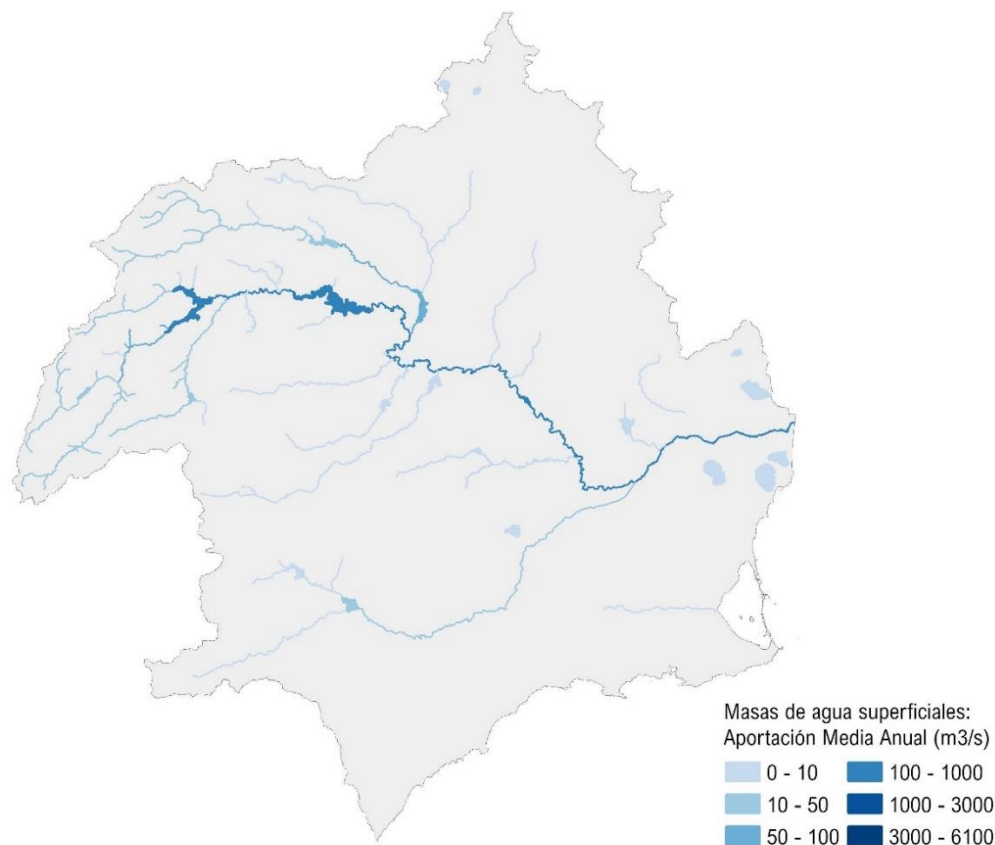 Masas de agua superficiales:
Aportación Media Anual (m3/s)
0 - 10
100 - 1000
10 - 50
1000 - 3000
50 - 100
3000 - 6100